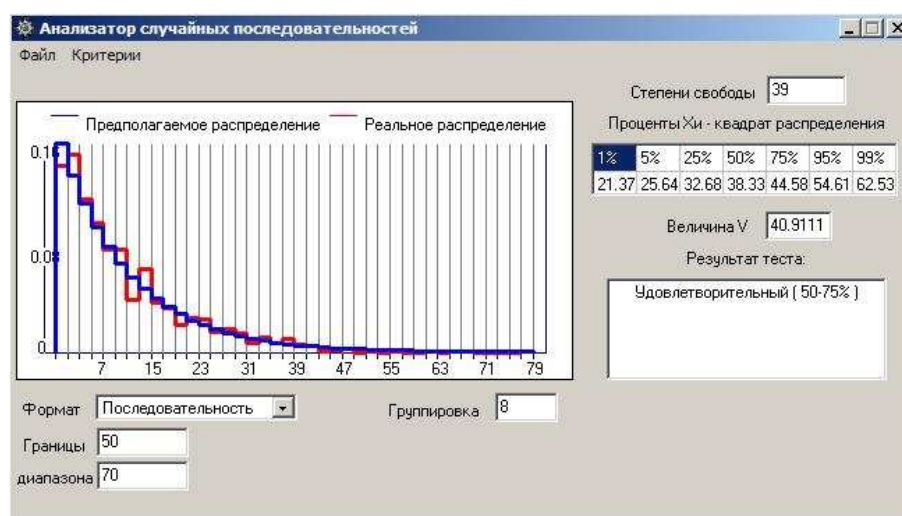 Анализатор случайных последовательностей
Файл Критерии
Предполагаемое распределение Реальное распределение
0.08
0
7 15 23 31 39 47 55 63 71 79
Степени свободы 39
Проценты Хи - квадрат распределения
1% 5% 25% 50% 75% 95% 99%
21.37 25.64 32.68 38.33 44.58 54.61 62.53
Величина V 40.9111
Результат теста:
Удовлетворительный ( 50-75% )
Формат Последовательность
Группировка 8
Границы 50
диапазона 70